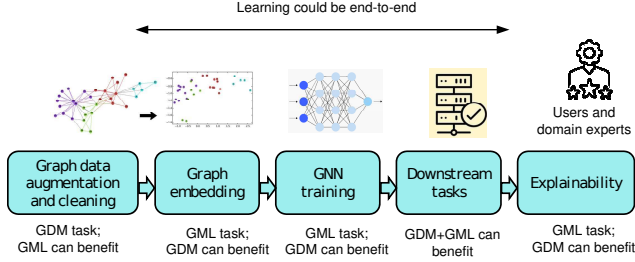 Learning could be end-to-end
Users and
domain experts
Graph data
augmentation
and cleaning
Graph
embedding
GNN
training
Downstream
tasks
Explainability
GDM task;
GML can benefit
GML task;
GDM can benefit
GML task;
GDM can benefit
GDM+GML can
benefit
GML task;
GDM can benefit